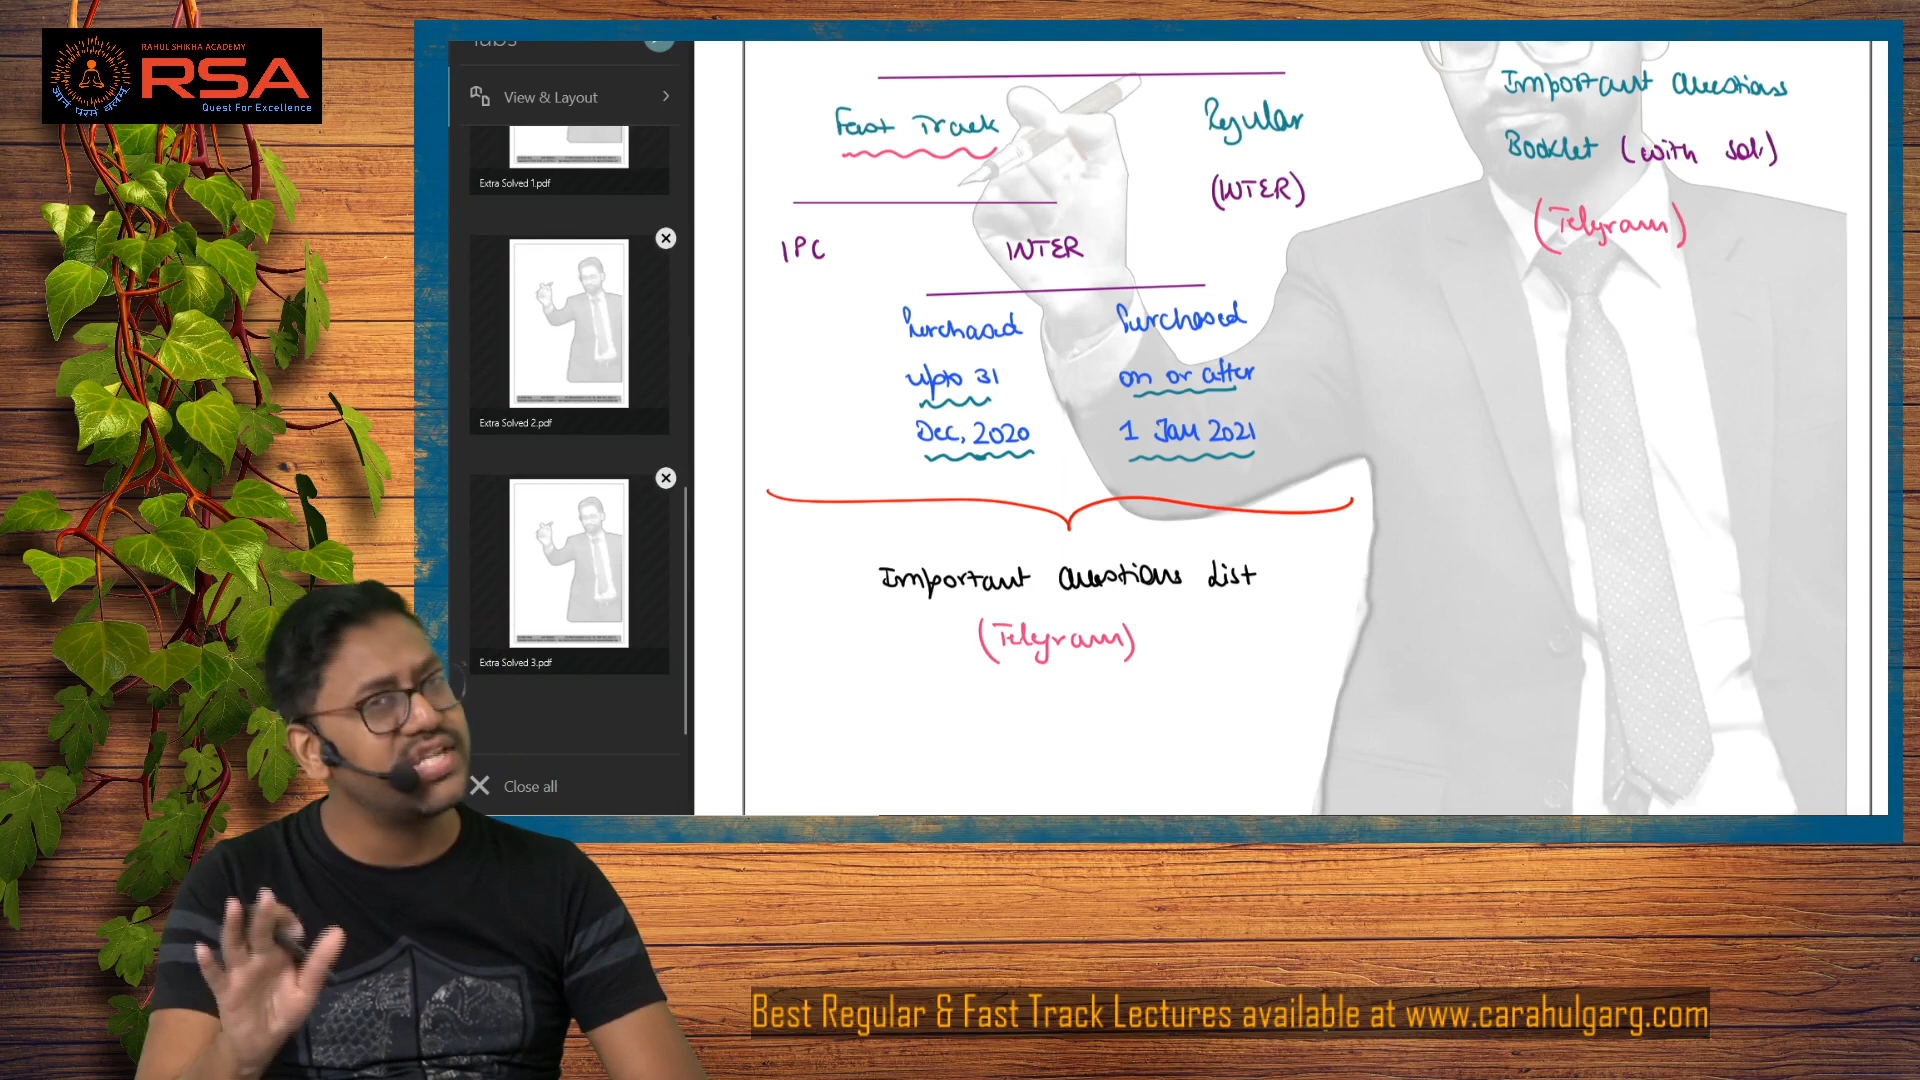 RAHUL SHIKHA ACADEMY
RSA
Quest For Excellence
Tabs
View & Layout
Extra Solved 1.pdf
Extra Solved 2.pdf
Extra Solved 3.pdf
Close all
Fast Track
Regular
(INTER)
IPC
INTER
Purchased
upto 31
Dec, 2020
Purchased
on or after
1 Jan 2021
Important Questions List
(Telegram)
Important Questions
Booklet (with sol.)
(Telegram)
Best Regular & Fast Track Lectures available at www.carahulgarg.com